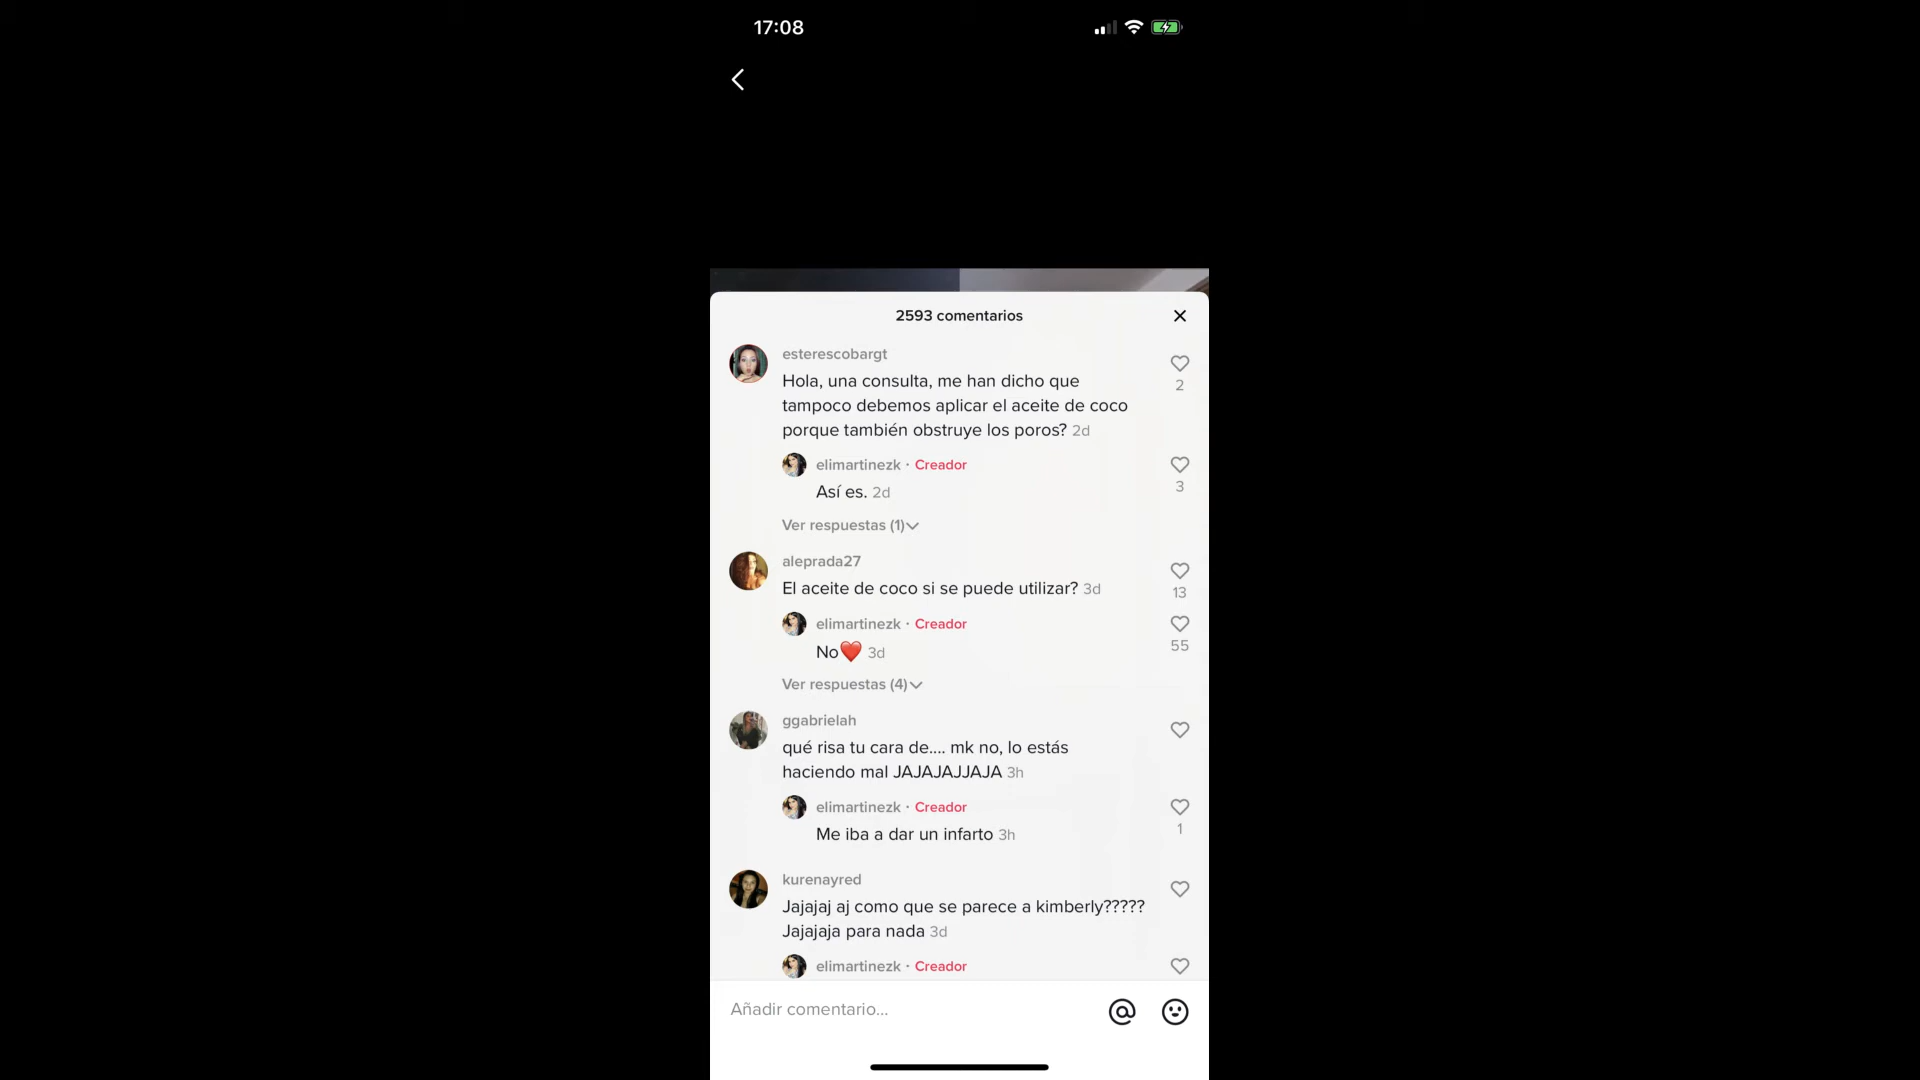 17:08
2593 comentarios
esterescobargt
Hola, una consulta, me han dicho que
tampoco debemos aplicar el aceite de coco
porque también obstruye los poros? 2d
2
elimartinezk · Creador
Así es. 2d
3
Ver respuestas (1)
aleprada27
El aceite de coco si se puede utilizar? 3d
13
elimartinezk · Creador
No❤️ 3d
55
Ver respuestas (4)
ggabrielah
qué risa tu cara de.... mk no, lo estás
haciendo mal JAJAJAJJAJA 3h
elimartinezk · Creador
Me iba a dar un infarto 3h
1
kurenayred
Jajajaj aj como que se parece a kimberly?????
Jajajaja para nada 3d
elimartinezk · Creador
Añadir comentario...